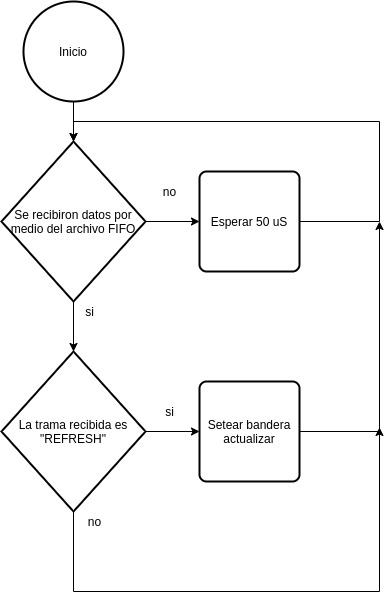 Inicio
Se recibiron datos por
medio del archivo FIFO
no
Esperar 50 uS
si
La trama recibida es
"REFRESH"
si
Setear bandera
actualizar
no